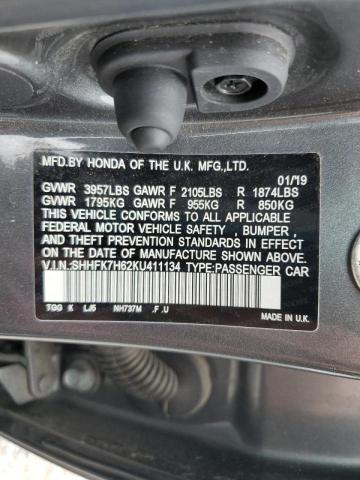 MFD.BY HONDA OF THE U.K. MFG.,LTD.
01/'19
GVWR 3957LBS GAWR F 2105LBS R 1874LBS
GVWR 1795KG GAWR F 955KG R 850KG
THIS VEHICLE CONFORMS TO ALL APPLICABLE
FEDERAL MOTOR VEHICLE SAFETY , BUMPER ,
AND THEFT PREVENTION STANDARDS IN EFFECT
ON THE DATE OF MANUFACTURE SHOWN ABOVE.
V.I.N.:SHHFK7H62KU411134 TYPE:PASSENGER CAR
TGG K LJ5 NH737M .F .U
MADE IN U.K.